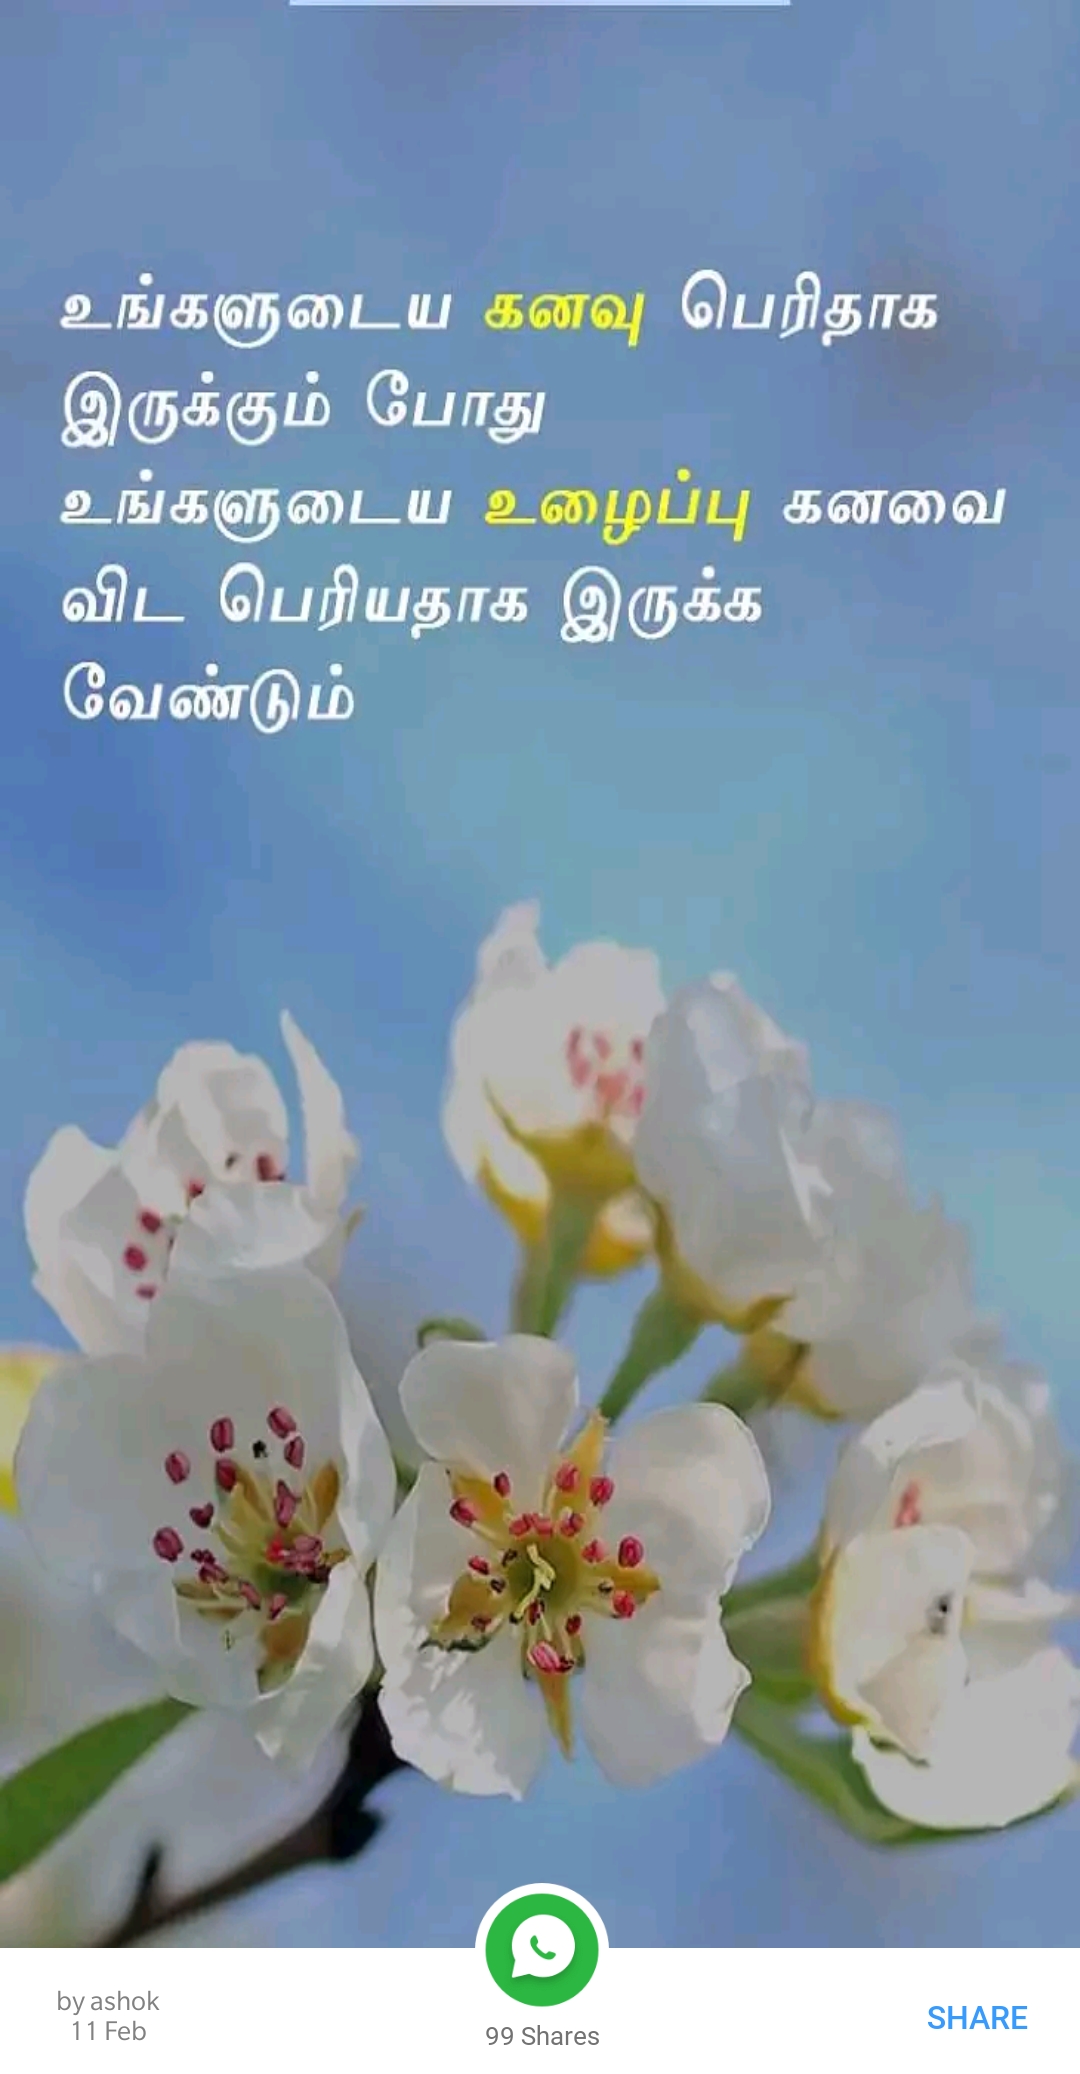 உங்களுடைய கனவு பெரிதாக
இருக்கும் போது
உங்களுடைய உழைப்பு கனவை
விட பெரியதாக இருக்க
வேண்டும்
by ashok
11 Feb
99 Shares
SHARE